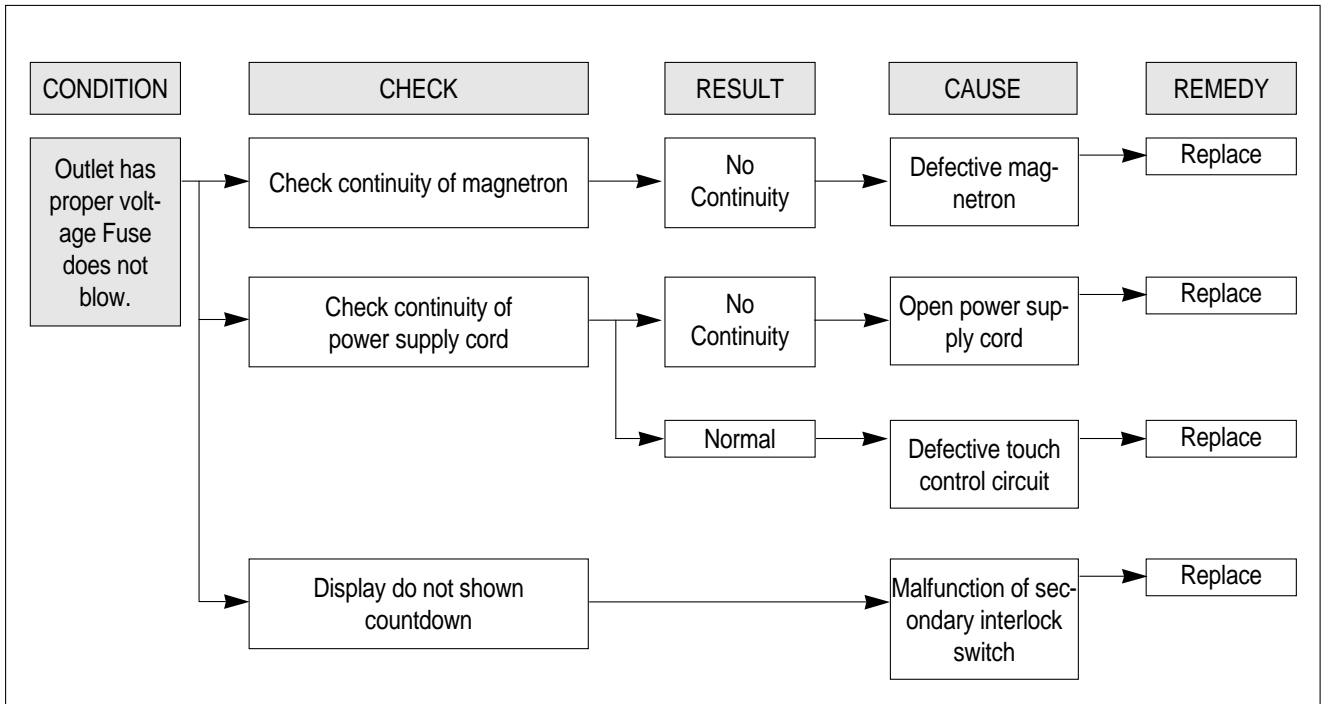 CONDITION
CHECK
RESULT
CAUSE
REMEDY
Outlet has
proper volt-
age Fuse
does not
blow.
Check continuity of magnetron
No
Continuity
Defective mag-
netron
Replace
Check continuity of
power supply cord
No
Continuity
Open power sup-
ply cord
Replace
Normal
Defective touch
control circuit
Replace
Display do not shown
countdown
Malfunction of sec-
ondary interlock
switch
Replace